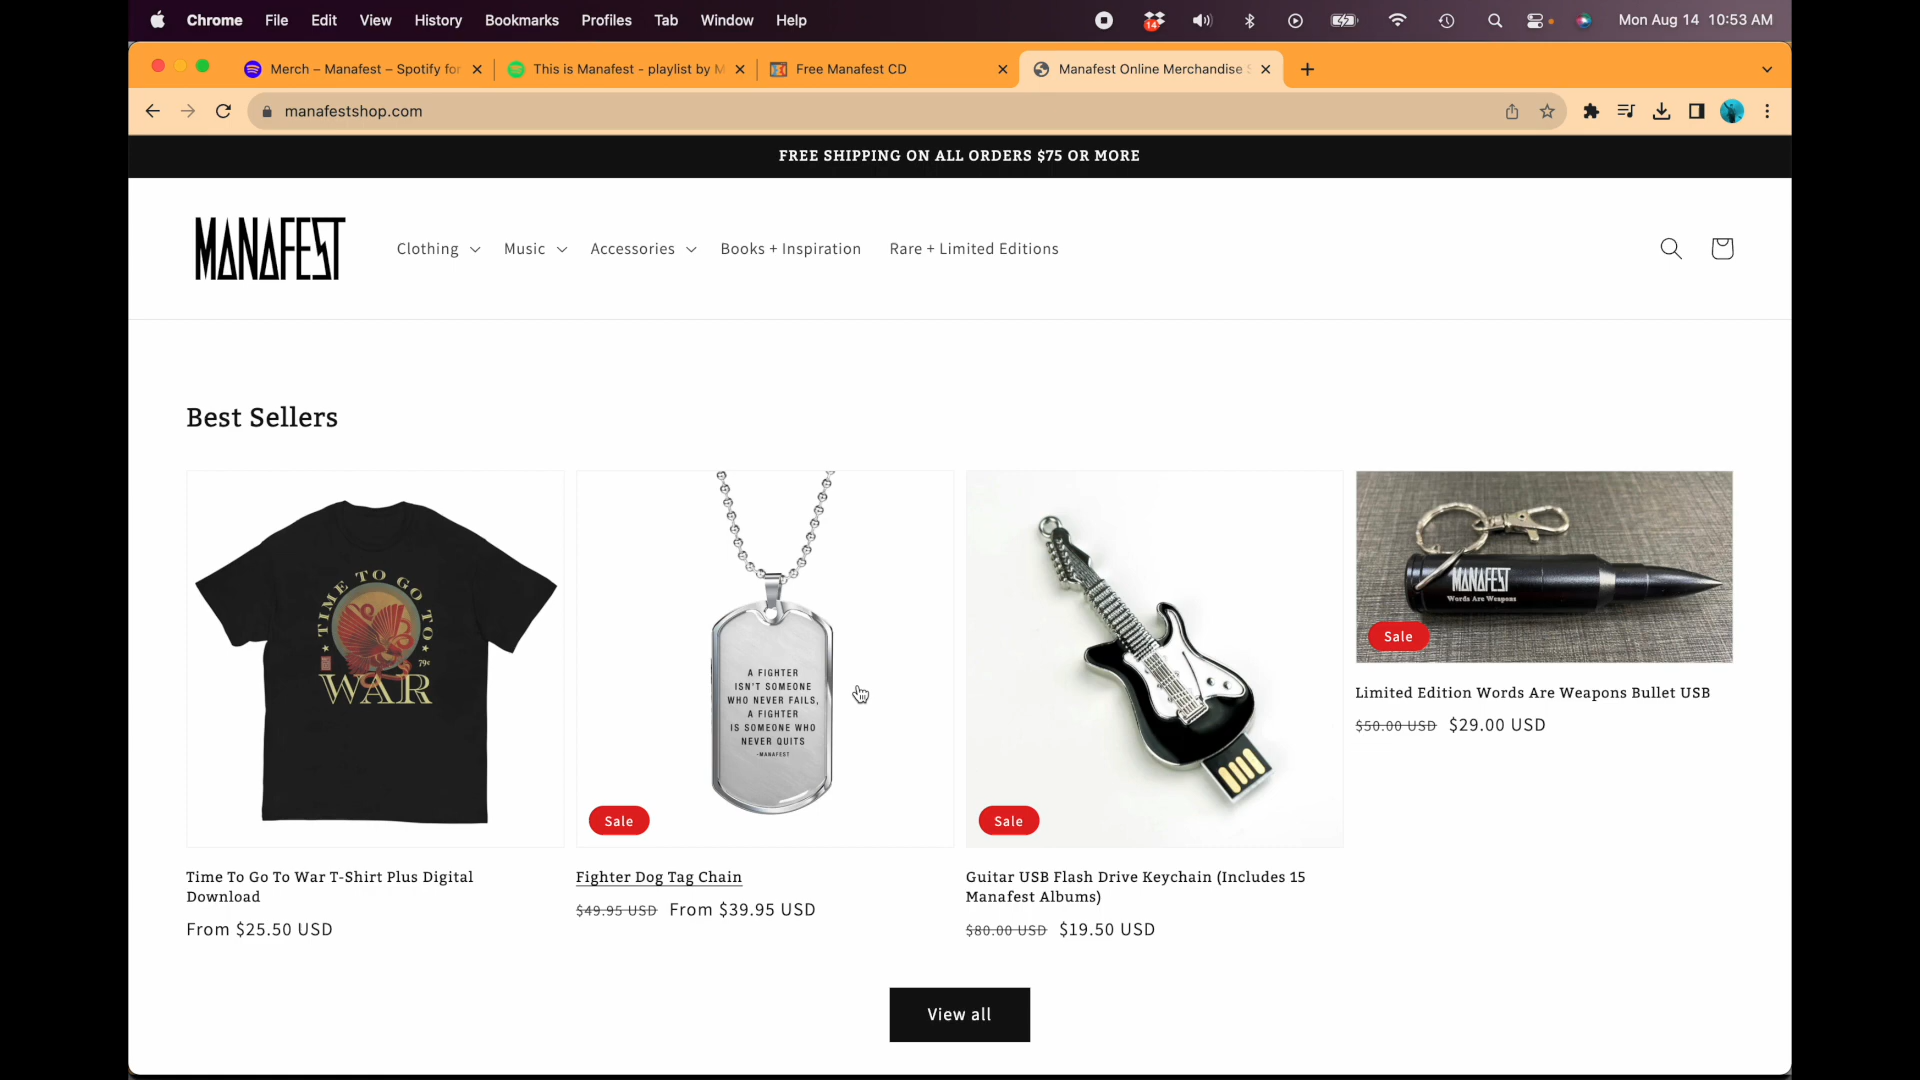 Chrome File Edit View History Bookmarks Profiles Tab Window Help 14 Mon Aug 14 10:53 AM
Merch – Manafest – Spotify for This is Manafest - playlist by M Free Manafest CD Manafest Online Merchandise S
manafestshop.com
FREE SHIPPING ON ALL ORDERS $75 OR MORE
MANAFEST Clothing Music Accessories Books + Inspiration Rare + Limited Editions
Best Sellers
TIME TO GO TO
79¢
WAR
A FIGHTER
ISN'T SOMEONE
WHO NEVER FAILS,
A FIGHTER
IS SOMEONE WHO
NEVER QUITS
-MANAFEST
Sale
Sale
MANAFEST
Words Are Weapons
Sale
Time To Go To War T-Shirt Plus Digital
Download
From $25.50 USD
Fighter Dog Tag Chain
$49.95 USD From $39.95 USD
Guitar USB Flash Drive Keychain (Includes 15
Manafest Albums)
$80.00 USD $19.50 USD
Limited Edition Words Are Weapons Bullet USB
$50.00 USD $29.00 USD
View all